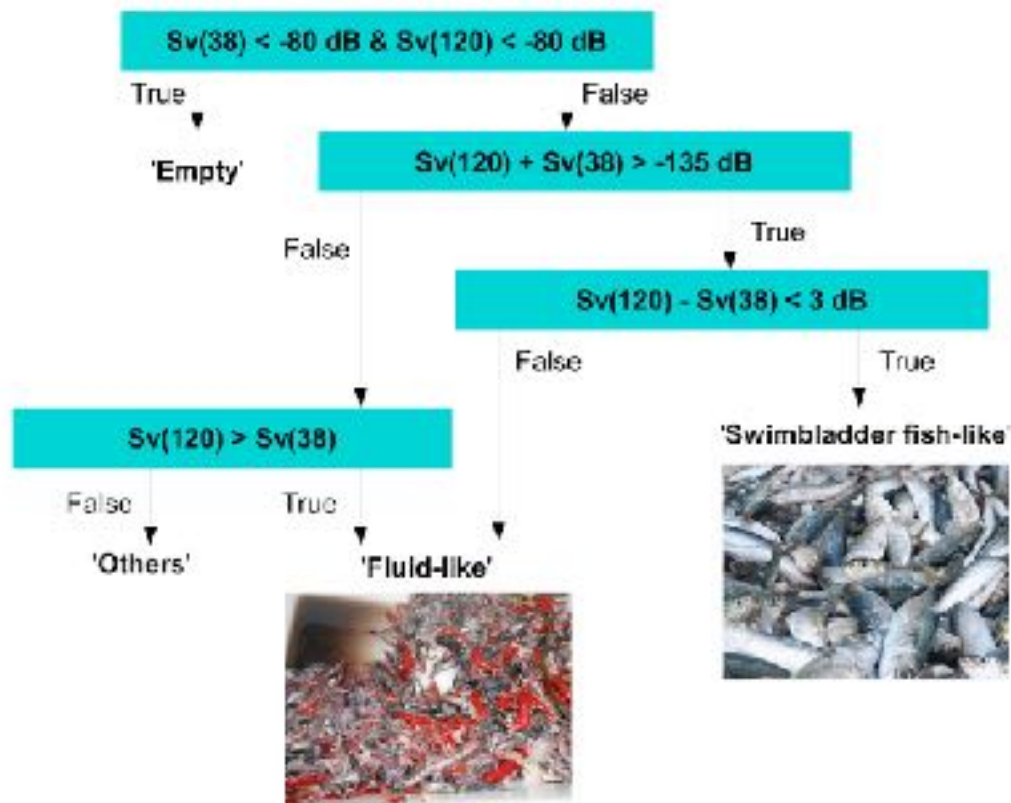 Sv(38) < -80 dB & Sv(120) < -80 dB
True
False
'Empty'
Sv(120) + Sv(38) > -135 dB
False
True
Sv(120) - Sv(38) < 3 dB
False
True
Sv(120) > Sv(38)
'Swimbladder fish-like'
False
True
'Others'
'Fluid-like'